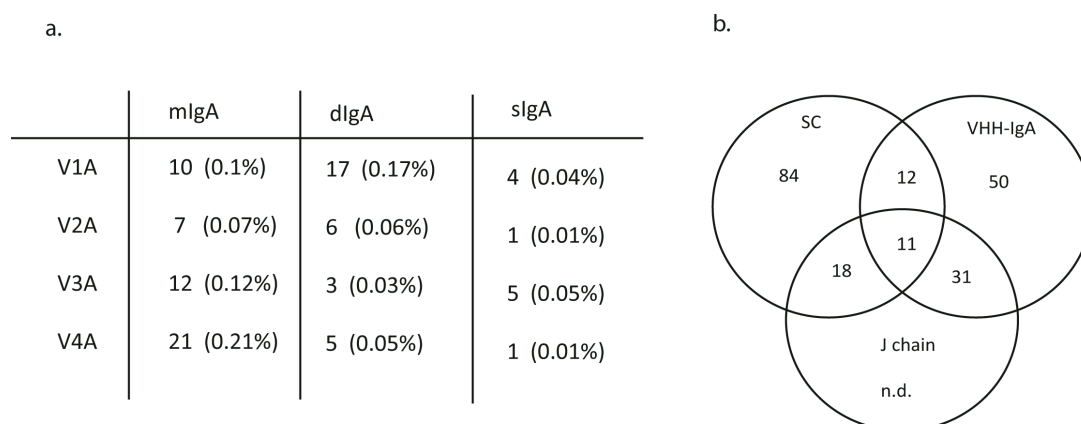 a.
mIgA dIgA sIgA
V1A 10 (0.1%) 17 (0.17%) 4 (0.04%)
V2A 7 (0.07%) 6 (0.06%) 1 (0.01%)
V3A 12 (0.12%) 3 (0.03%) 5 (0.05%)
V4A 21 (0.21%) 5 (0.05%) 1 (0.01%)
b.
SC VHH-IgA
84 12 50
11
18 31
J chain
n.d.